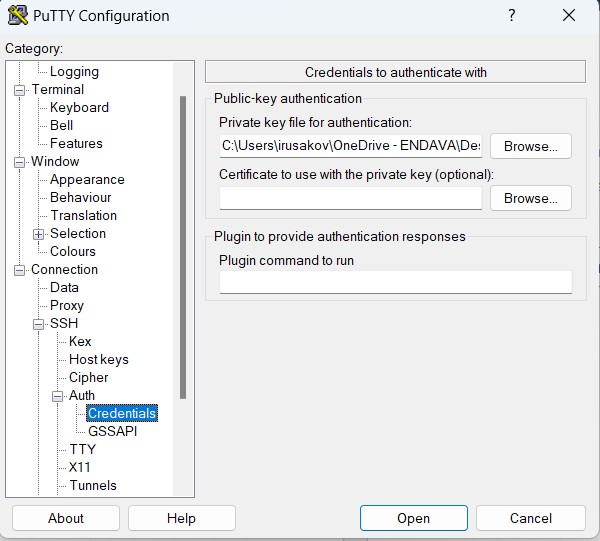 PuTTY Configuration
?
Category:
Logging
Terminal
Keyboard
Bell
Features
Window
Appearance
Behaviour
Translation
Selection
Colours
Connection
Data
Proxy
SSH
Kex
Host keys
Cipher
Auth
Credentials
GSSAPI
TTY
X11
Tunnels
Credentials to authenticate with
Public-key authentication
Private key file for authentication:
C:\Users\irusakov\OneDrive - ENDAVA\Des
Browse...
Certificate to use with the private key (optional):
Browse...
Plugin to provide authentication responses
Plugin command to run
About
Help
Open
Cancel